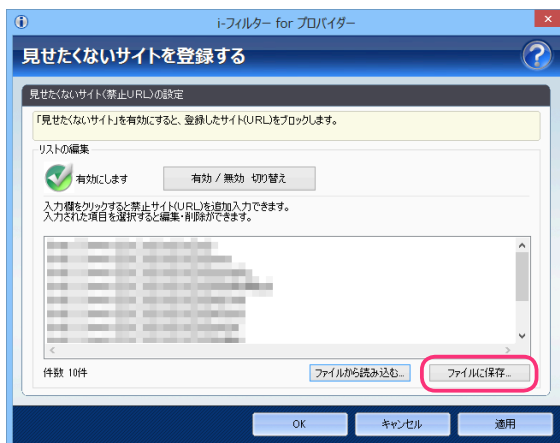 i-フィルター for プロバイダー
見せたくないサイトを登録する
見せたくないサイト(禁止URL)の設定
「見せたくないサイト」を有効にすると、登録したサイト(URL)をブロックします。
リストの編集
有効にします
有効 / 無効 切り替え
入力欄をクリックすると禁止サイト(URL)を追加入力できます。
入力された項目を選択すると編集・削除ができます。
件数 10件
ファイルから読み込む...
ファイルに保存...
OK
キャンセル
適用